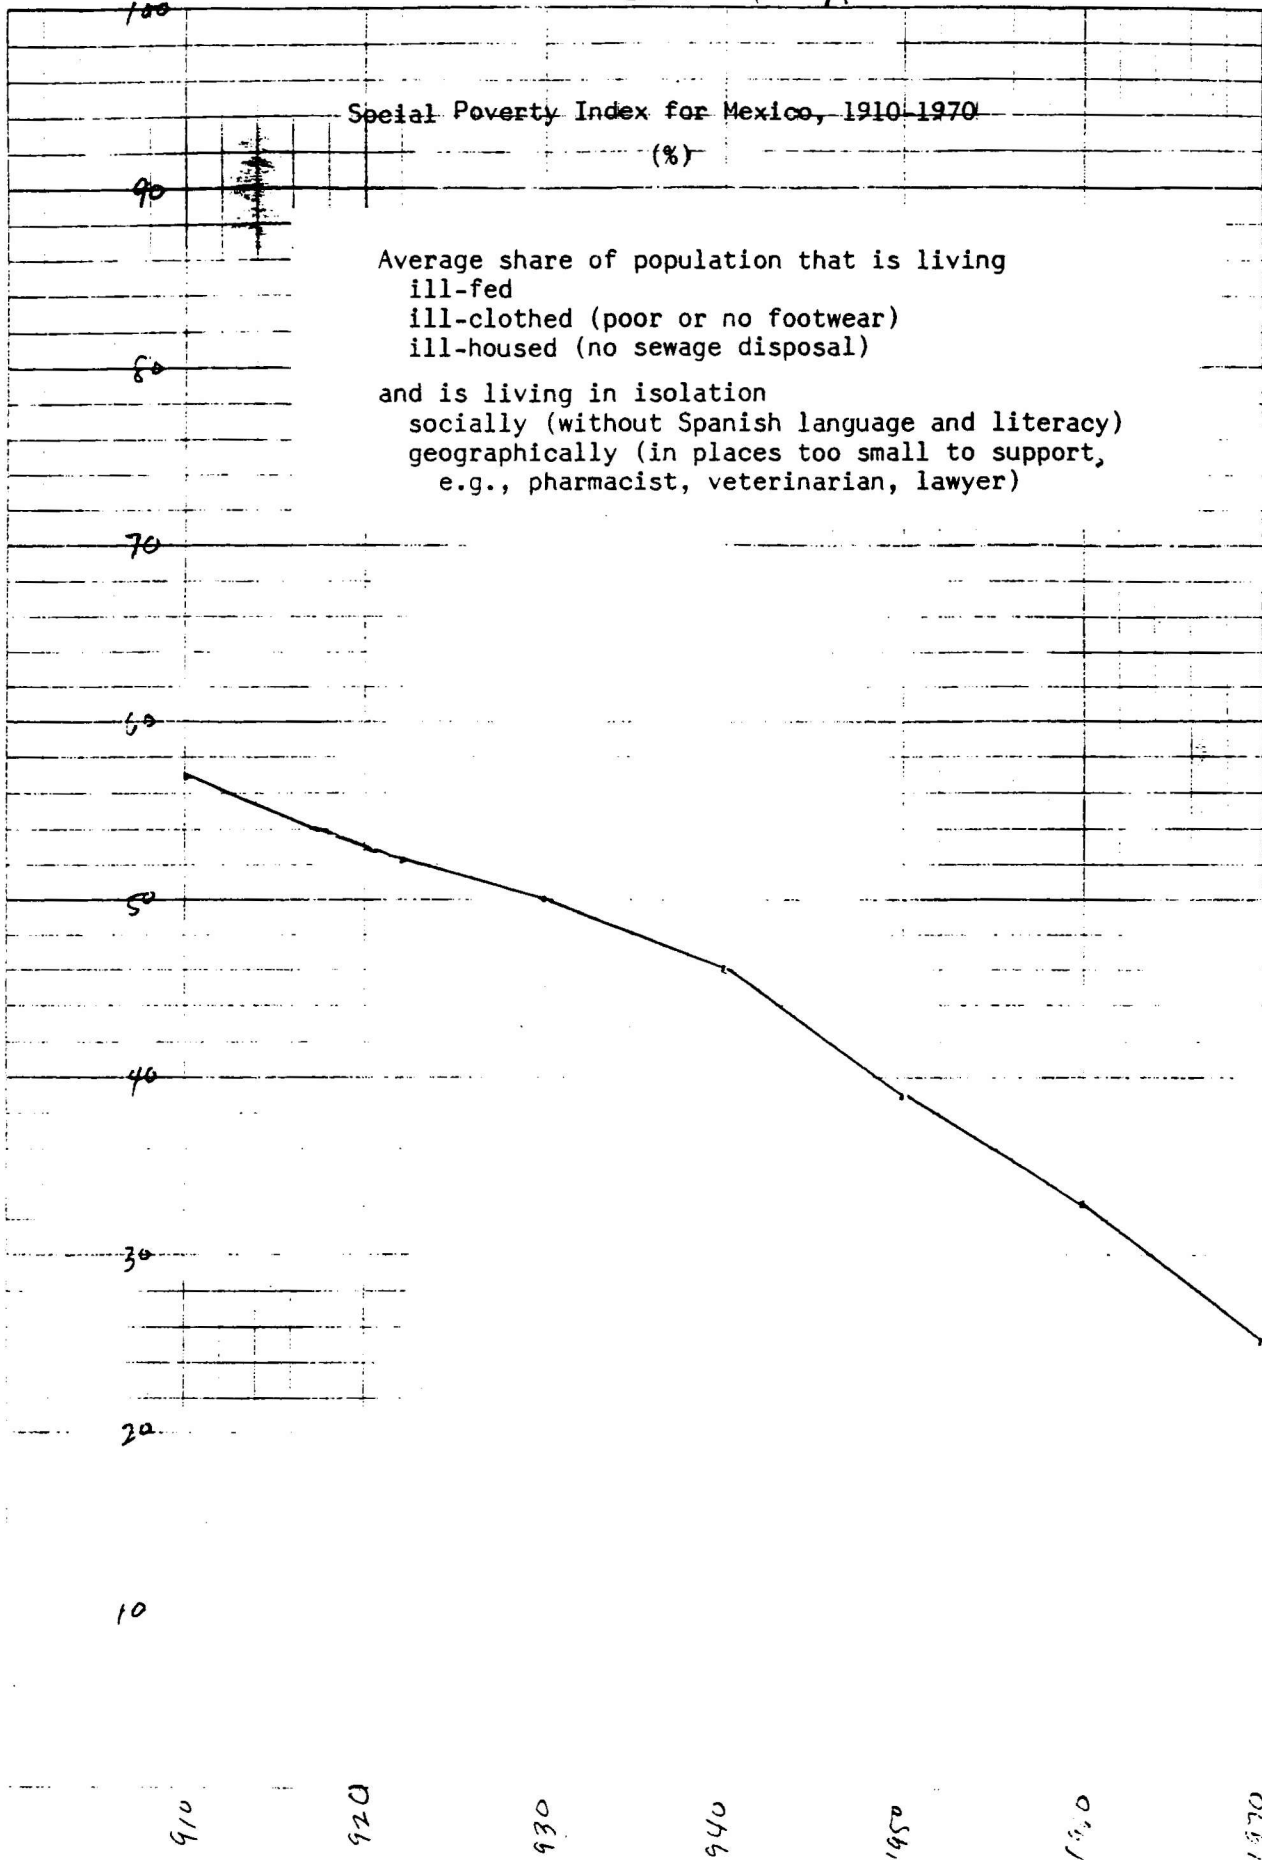 100
Social Poverty Index for Mexico, 1910-1970
(%)
90
Average share of population that is living
ill-fed
ill-clothed (poor or no footwear)
ill-housed (no sewage disposal)
80
and is living in isolation
socially (without Spanish language and literacy)
geographically (in places too small to support,
e.g., pharmacist, veterinarian, lawyer)
70
60
50
40
30
20
10
910
920
930
940
1950
1970